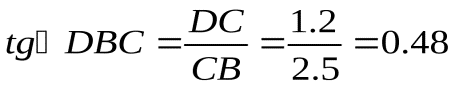 tg□ DBC = DC/CB = 1.2/2.5 = 0.48